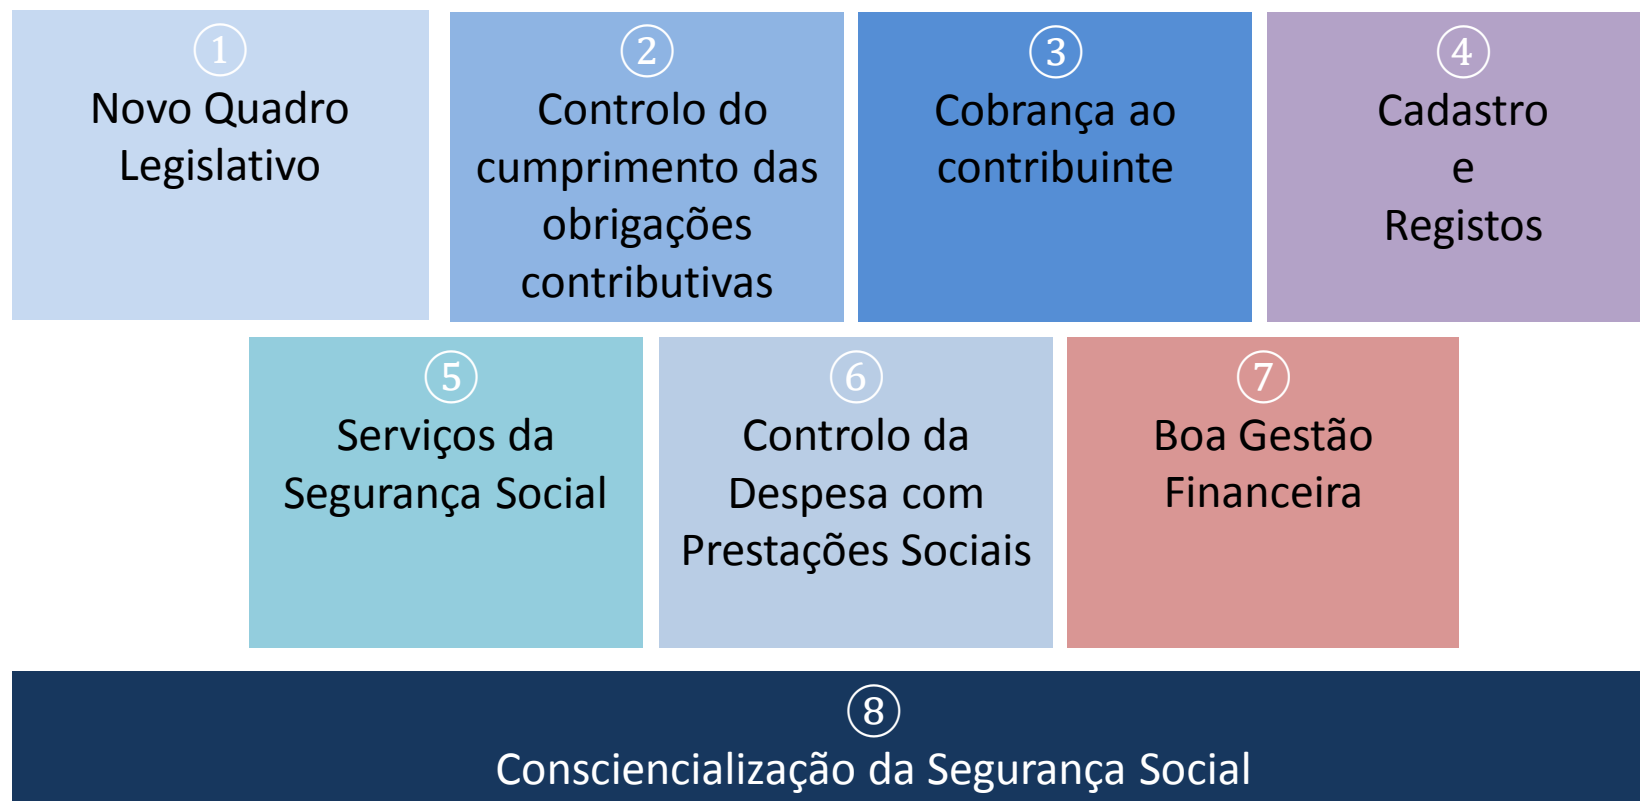 ①
Novo Quadro
Legislativo
②
Controlo do
cumprimento das
obrigações
contributivas
③
Cobrança ao
contribuinte
④
Cadastro
e
Registos
⑤
Serviços da
Segurança Social
⑥
Controlo da
Despesa com
Prestações Sociais
⑦
Boa Gestão
Financeira
⑧
Consciencialização da Segurança Social